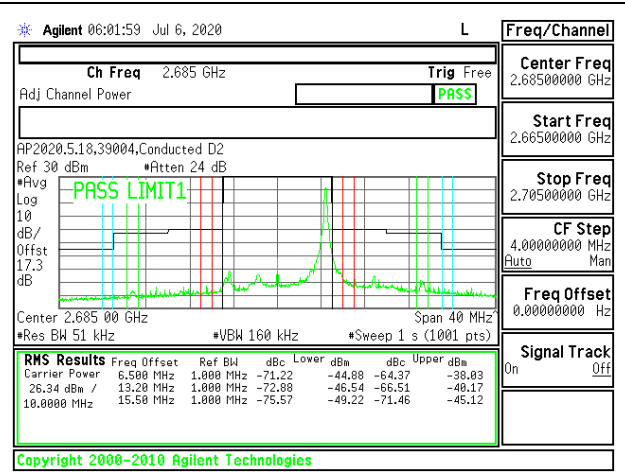 Agilent 06:01:59 Jul 6, 2020 L Freq/Channel
Ch Freq 2.685 GHz Trig Free
Adj Channel Power PASS
Center Freq
2.68500000 GHz
Start Freq
2.66500000 GHz
Stop Freq
2.70500000 GHz
CF Step
4.00000000 MHz
Auto Man
Freq Offset
0.00000000 Hz
Signal Track
On Off
AP2020.5.18,39004,Conducted D2
Ref 30 dBm #Atten 24 dB
#Avg
Log
10
dB/
Offst
17.3
dB
PASS LIMIT1
Center 2.685 00 GHz Span 40 MHz
#Res BW 51 kHz #VBW 160 kHz #Sweep 1 s (1001 pts)
RMS Results Freq Offset Ref BW dBc Lower dBm dBc Upper dBm
Carrier Power 6.500 MHz 1.000 MHz -71.22 -44.88 -64.37 -38.03
26.34 dBm / 13.20 MHz 1.000 MHz -72.88 -46.54 -66.51 -40.17
10.0000 MHz 15.50 MHz 1.000 MHz -75.57 -49.22 -71.46 -45.12
Copyright 2000-2010 Agilent Technologies